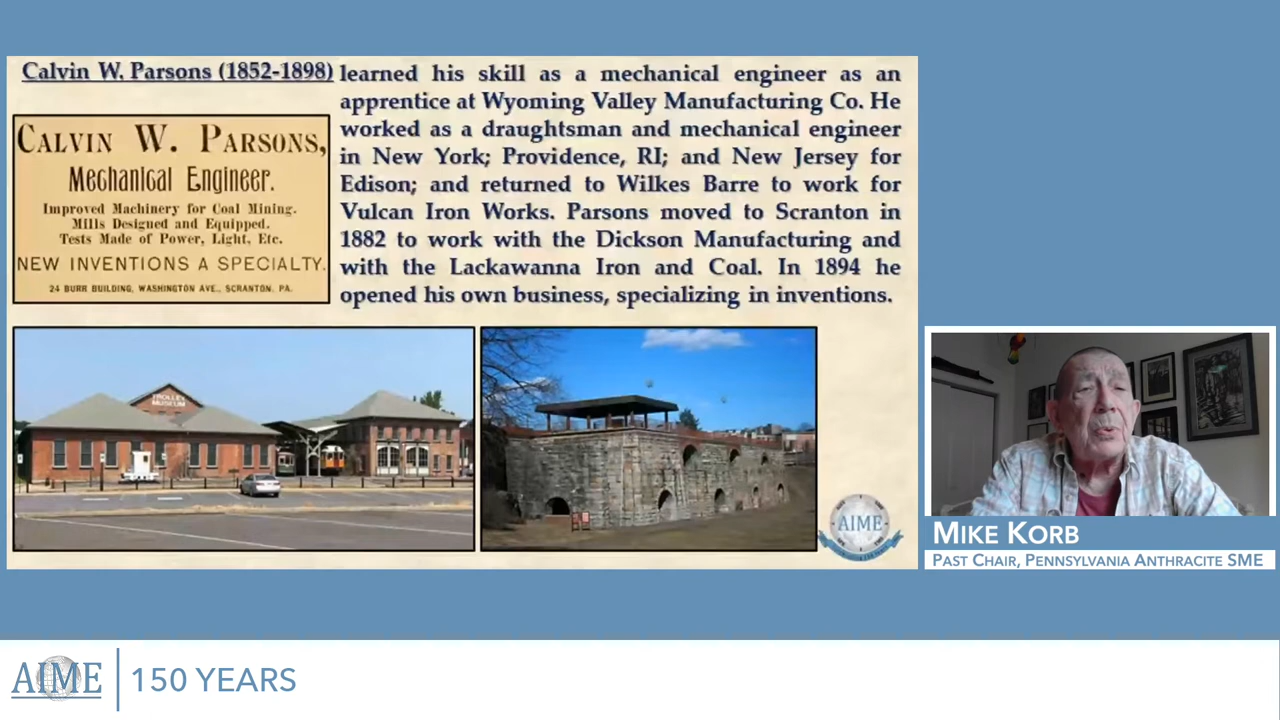 Calvin W. Parsons (1852-1898) learned his skill as a mechanical engineer as an
apprentice at Wyoming Valley Manufacturing Co. He
worked as a draughtsman and mechanical engineer
in New York; Providence, RI; and New Jersey for
Edison; and returned to Wilkes Barre to work for
Vulcan Iron Works. Parsons moved to Scranton in
1882 to work with the Dickson Manufacturing and
with the Lackawanna Iron and Coal. In 1894 he
opened his own business, specializing in inventions.
CALVIN W. PARSONS,
Mechanical Engineer.
Improved Machinery for Coal Mining.
Mills Designed and Equipped.
Tests Made of Power, Light, Etc.
NEW INVENTIONS A SPECIALTY.
24 BURR BUILDING, WASHINGTON AVE., SCRANTON, PA.
TROLLEY
MUSEUM
AIME
MIKE KORB
PAST CHAIR, PENNSYLVANIA ANTHRACITE SME
AIME
150 YEARS